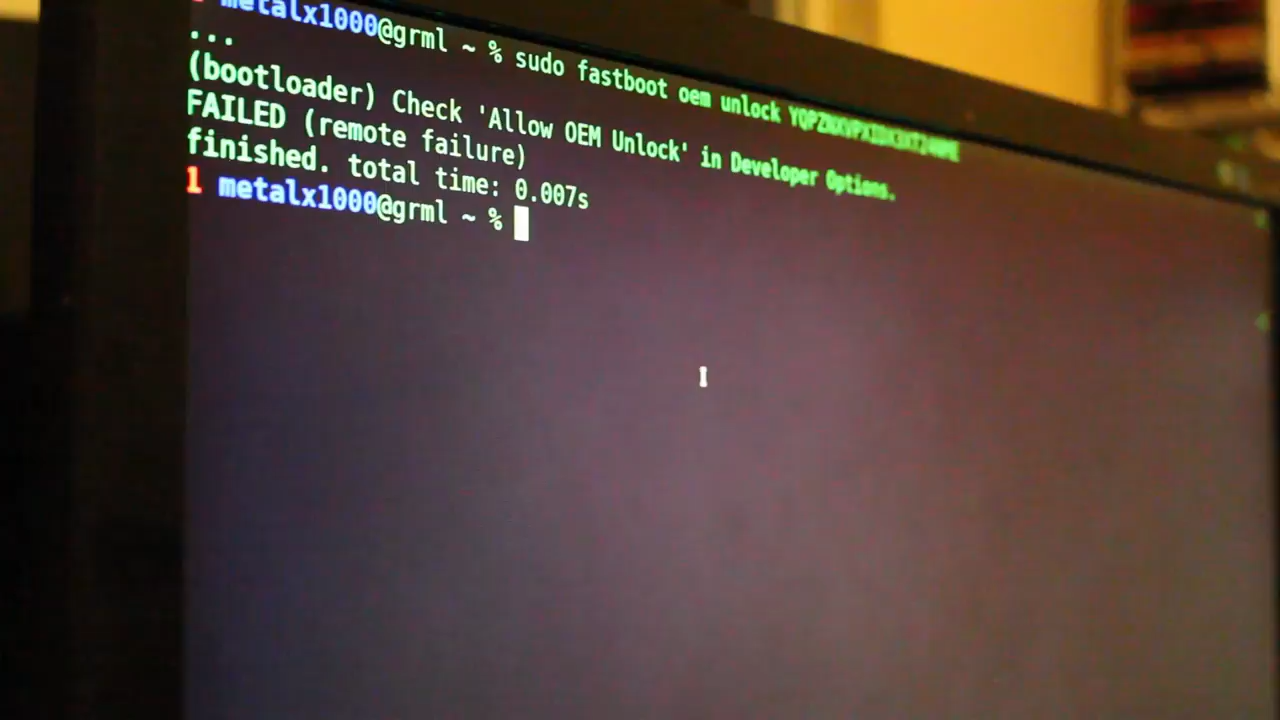 metalx1000@grml ~ % sudo fastboot oem unlock
...
(bootloader) Check 'Allow OEM Unlock' in Developer Options.
FAILED (remote failure)
finished. total time: 0.007s
1 metalx1000@grml ~ %